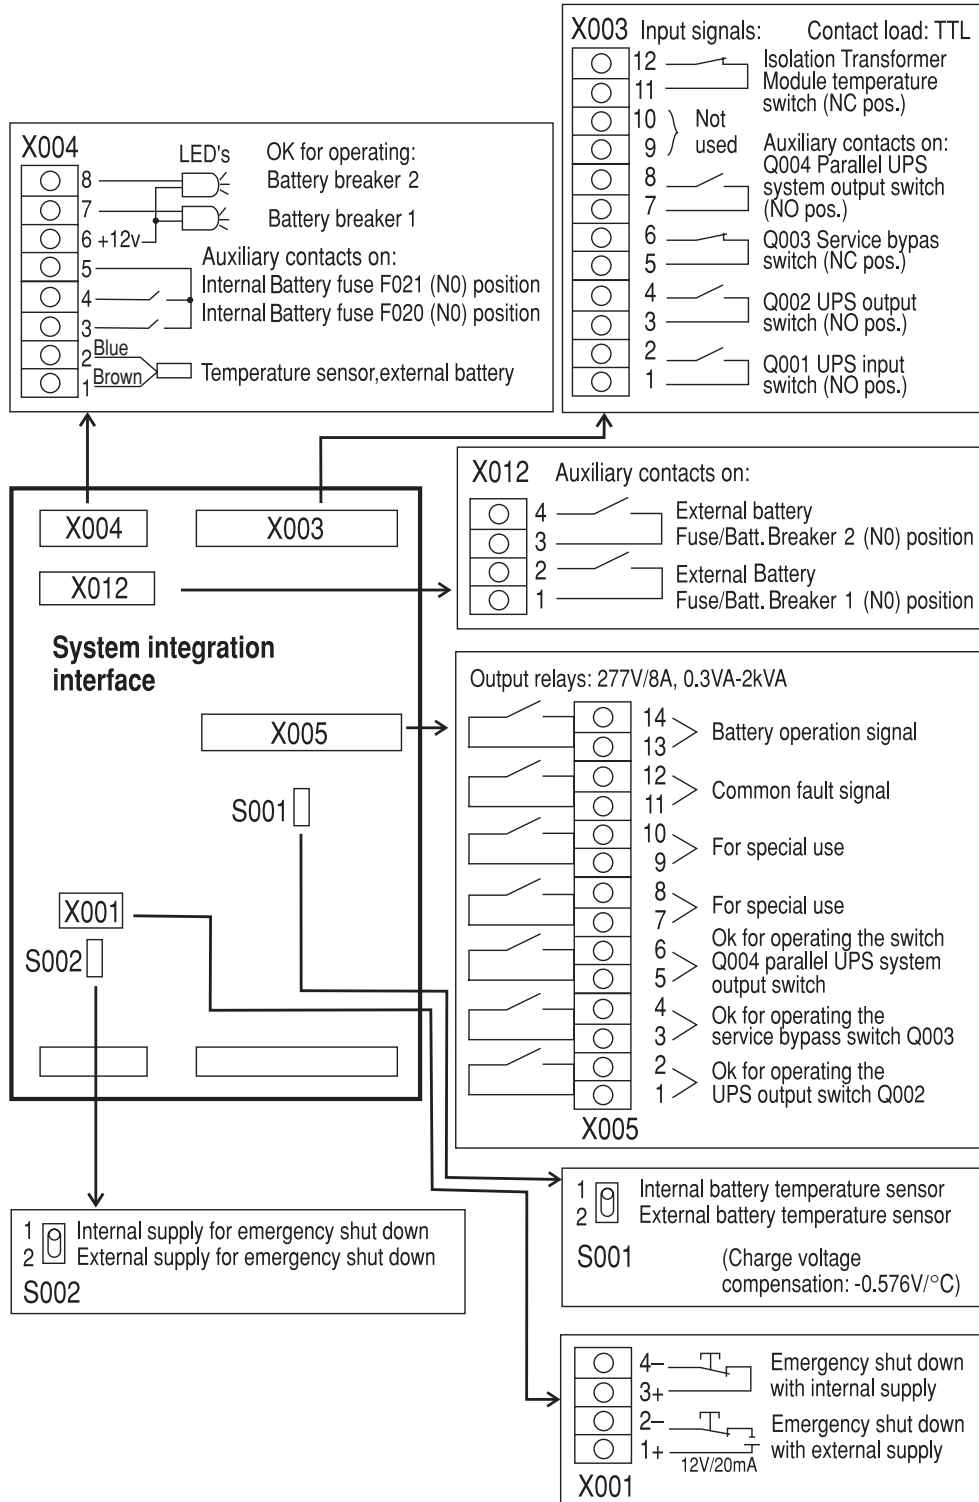 X003 Input signals: Contact load: TTL
12 Isolation Transformer
11 Module temperature
switch (NC pos.)
10 Not
9 used
Auxiliary contacts on:
8 Q004 Parallel UPS
system output switch
7 (NO pos.)
6 Q003 Service bypas
5 switch (NC pos.)
4 Q002 UPS output
3 switch (NO pos.)
2 Q001 UPS input
1 switch (NO pos.)
X004
LED's OK for operating:
8 Battery breaker 2
7 Battery breaker 1
6 +12v
Auxiliary contacts on:
5 Internal Battery fuse F021 (N0) position
4 Internal Battery fuse F020 (N0) position
3
2 Blue
1 Brown Temperature sensor,external battery
X012 Auxiliary contacts on:
4 External battery
3 Fuse/Batt. Breaker 2 (N0) position
2 External Battery
1 Fuse/Batt. Breaker 1 (N0) position
X004
X003
X012
System integration
interface
X005
S001
X001
S002
Output relays: 277V/8A, 0.3VA-2kVA
14
13 Battery operation signal
12
11 Common fault signal
10
9 For special use
8
7 For special use
6 Ok for operating the switch
Q004 parallel UPS system
5 output switch
4 Ok for operating the
3 service bypass switch Q003
2 Ok for operating the
1 UPS output switch Q002
X005
1 Internal supply for emergency shut down
2 External supply for emergency shut down
S002
1 Internal battery temperature sensor
2 External battery temperature sensor
S001 (Charge voltage
compensation: -0.576V/°C)
4– Emergency shut down
3+ with internal supply
2– Emergency shut down
1+ with external supply
12V/20mA
X001